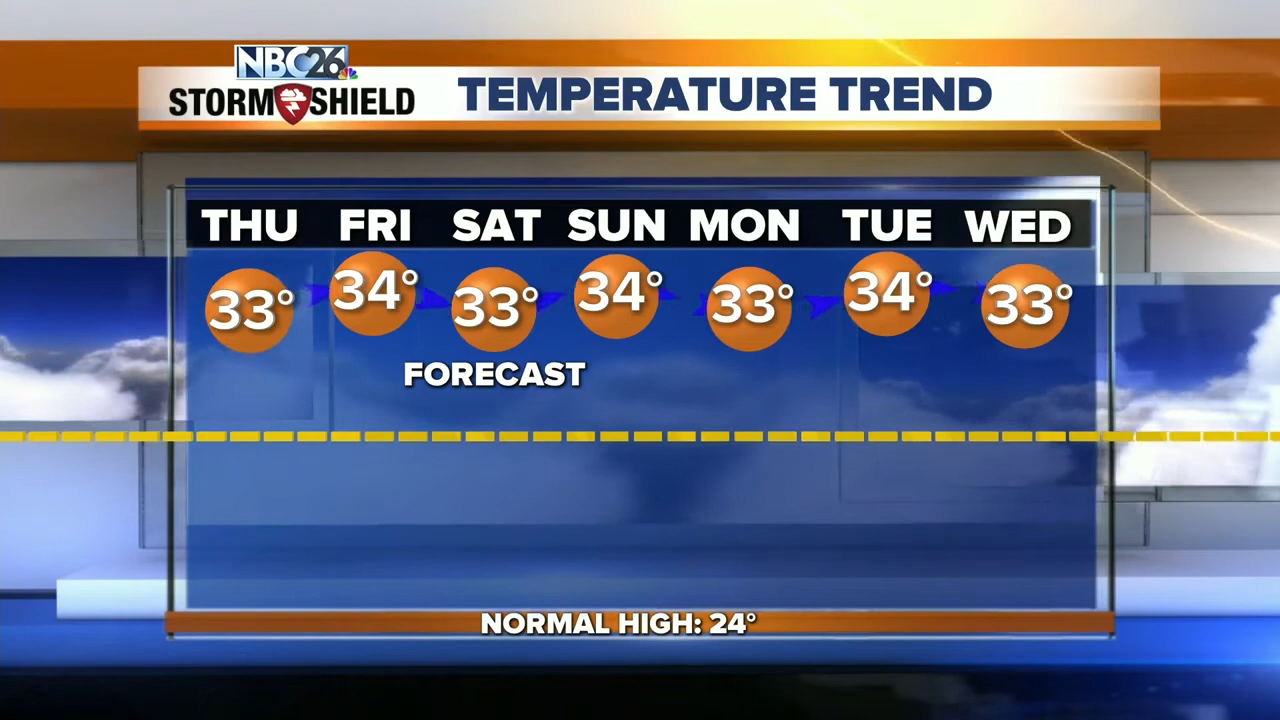 NBC26
STORM SHIELD
TEMPERATURE TREND
THU FRI SAT SUN MON TUE WED
33° 34° 33° 34° 33° 34° 33°
FORECAST
NORMAL HIGH: 24°